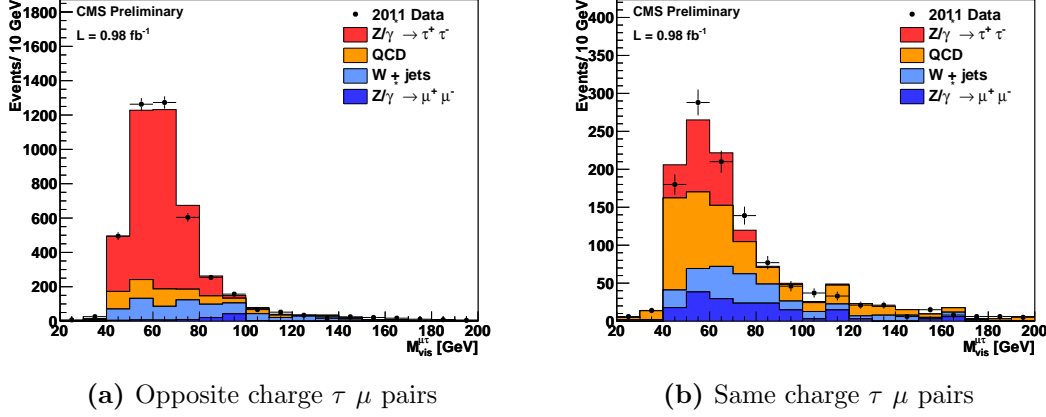 CMS Preliminary
L = 0.98 fb⁻¹
2011 Data
Z/γ* → τ⁺ τ⁻
QCD
W + jets
Z/γ* → μ⁺ μ⁻
Events/ 10 GeV
1800
1600
1400
1200
1000
800
600
400
200
0
20 40 60 80 100 120 140 160 180 200
M_vis^μτ [GeV]
(a) Opposite charge τ μ pairs
CMS Preliminary
L = 0.98 fb⁻¹
2011 Data
Z/γ* → τ⁺ τ⁻
QCD
W + jets
Z/γ* → μ⁺ μ⁻
Events/ 10 GeV
400
350
300
250
200
150
100
50
0
20 40 60 80 100 120 140 160 180 200
M_vis^μτ [GeV]
(b) Same charge τ μ pairs